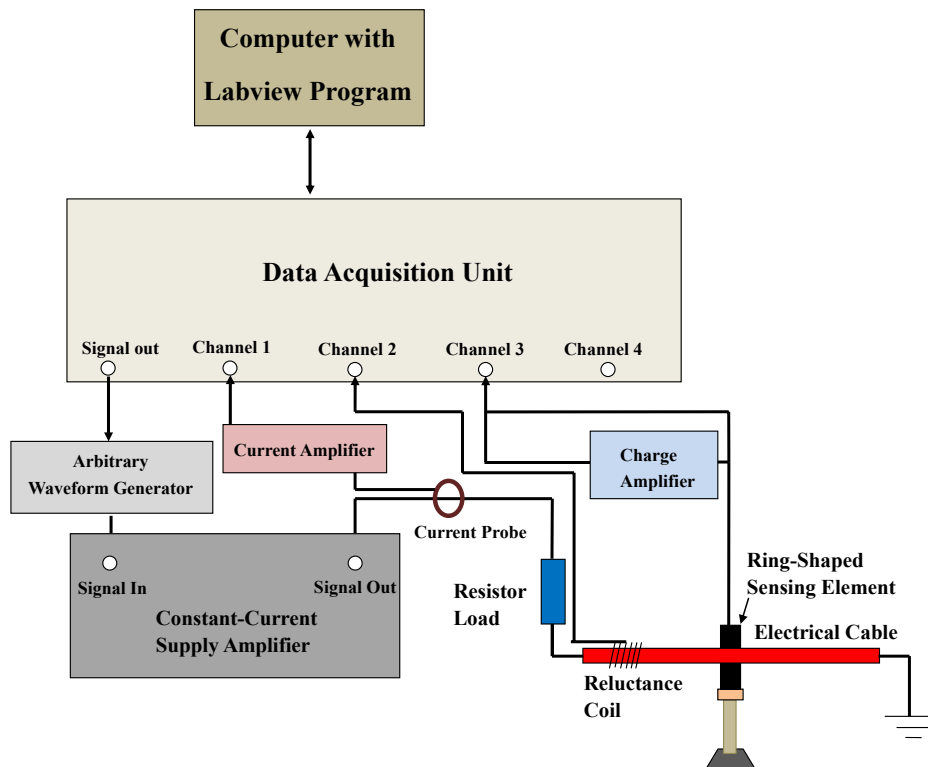 Computer with
Labview Program
Data Acquisition Unit
Signal out
Channel 1
Channel 2
Channel 3
Channel 4
Arbitrary
Waveform Generator
Current Amplifier
Charge
Amplifier
Current Probe
Signal In
Signal Out
Constant-Current
Supply Amplifier
Resistor
Load
Ring-Shaped
Sensing Element
Electrical Cable
Reluctance
Coil